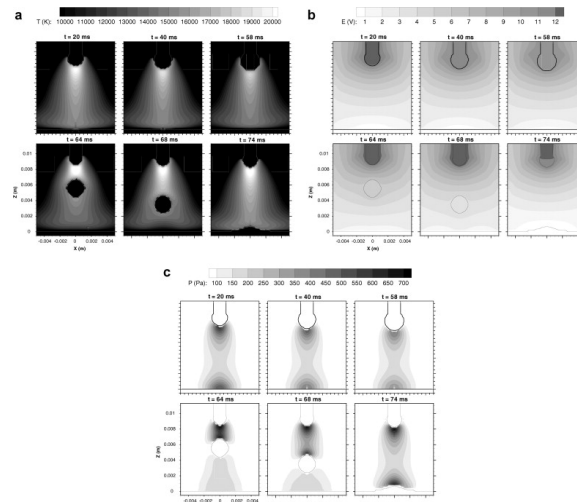 a
T (K): 10000 11000 12000 13000 14000 15000 16000 17000 18000 19000 20000
t = 20 ms t = 40 ms t = 58 ms
t = 64 ms t = 68 ms t = 74 ms
0.01
0.008
0.006
0.004
0.002
0
Z (m)
-0.004 -0.002 0 0.002 0.004
X (m)
b
E (V): 1 2 3 4 5 6 7 8 9 10 11 12
t = 20 ms t = 40 ms t = 58 ms
t = 64 ms t = 68 ms t = 74 ms
0.01
0.008
0.006
0.004
0.002
0
Z (m)
-0.004 -0.002 0 0.002 0.004
X (m)
c
P (Pa): 100 150 200 250 300 350 400 450 500 550 600 650 700
t = 20 ms t = 40 ms t = 58 ms
t = 64 ms t = 68 ms t = 74 ms
0.01
0.008
0.006
0.004
0.002
0
Z (m)
-0.004 -0.002 0 0.002 0.004